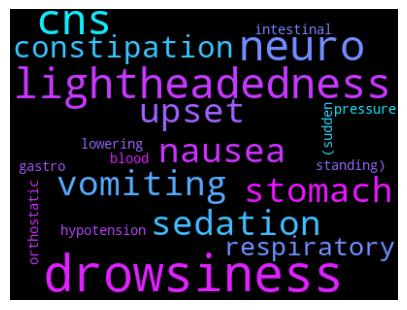 cns
intestinal
constipation neuro
lightheadedness
upset (sudden pressure
lowering blood nausea
gastro standing)
orthostatic vomiting stomach
hypotension sedation
respiratory
drowsiness